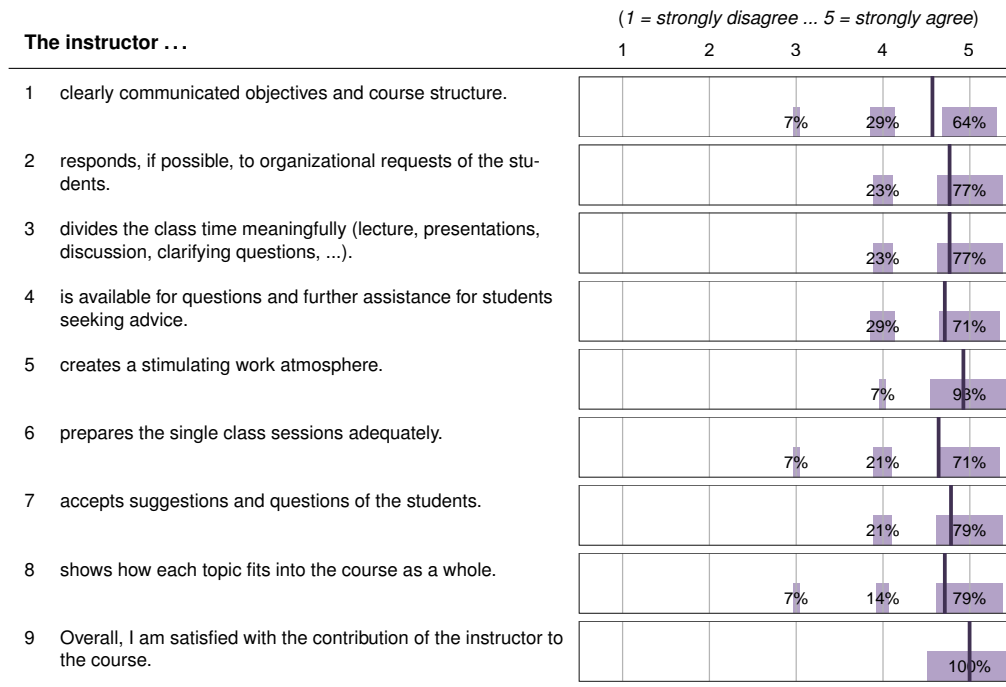 (1 = strongly disagree ... 5 = strongly agree)
The instructor ... 1 2 3 4 5
1 clearly communicated objectives and course structure.
7% 29% 64%
2 responds, if possible, to organizational requests of the stu-
dents.
23% 77%
3 divides the class time meaningfully (lecture, presentations,
discussion, clarifying questions, ...).
23% 77%
4 is available for questions and further assistance for students
seeking advice.
29% 71%
5 creates a stimulating work atmosphere.
7% 93%
6 prepares the single class sessions adequately.
7% 21% 71%
7 accepts suggestions and questions of the students.
21% 79%
8 shows how each topic fits into the course as a whole.
7% 14% 79%
9 Overall, I am satisfied with the contribution of the instructor to
the course.
100%